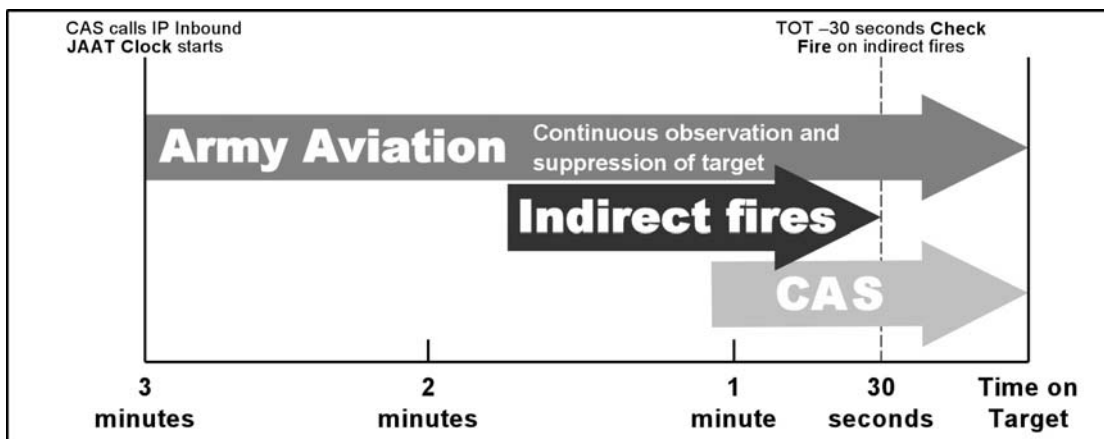 CAS calls IP Inbound
JAAT Clock starts
TOT –30 seconds Check
Fire on indirect fires
Army Aviation
Continuous observation and
suppression of target
Indirect fires
CAS
3
minutes
2
minutes
1
minute
30
seconds
Time on
Target